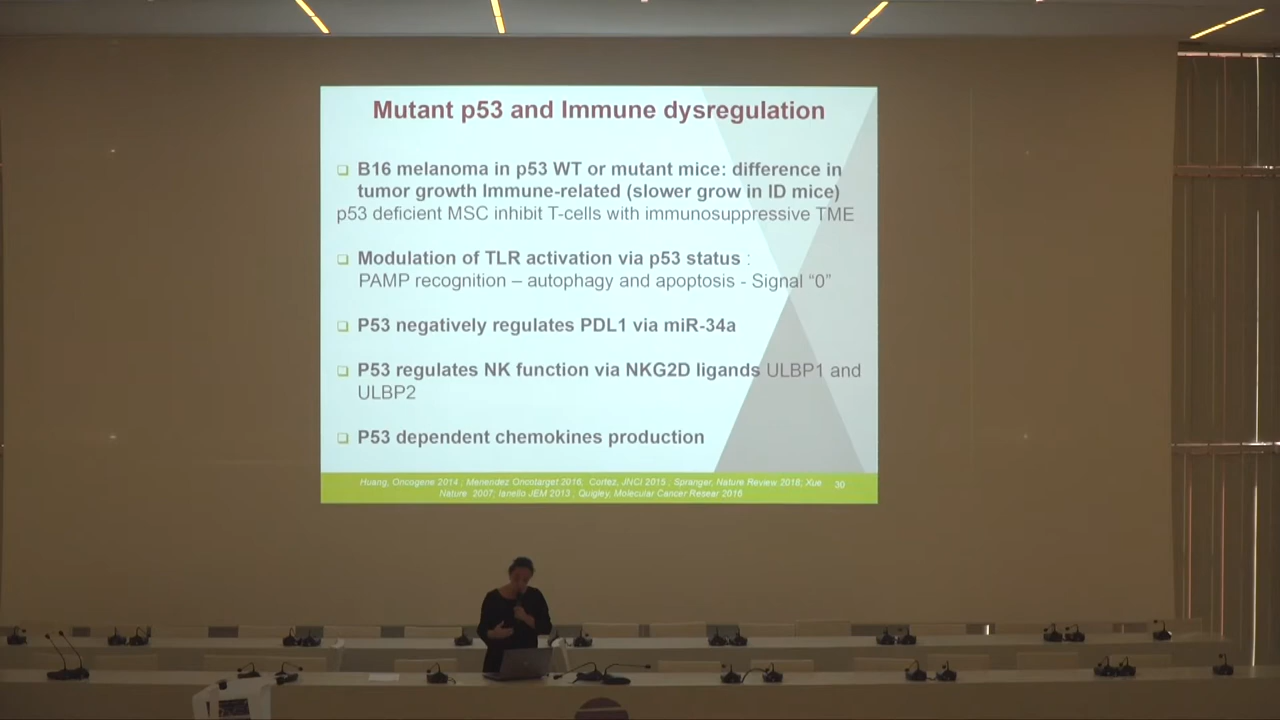 Mutant p53 and Immune dysregulation
B16 melanoma in p53 WT or mutant mice: difference in
tumor growth Immune-related (slower grow in ID mice)
p53 deficient MSC inhibit T-cells with immunosuppressive TME
Modulation of TLR activation via p53 status :
PAMP recognition – autophagy and apoptosis - Signal “0”
P53 negatively regulates PDL1 via miR-34a
P53 regulates NK function via NKG2D ligands ULBP1 and
ULBP2
P53 dependent chemokines production
Huang, Oncogene 2014 ; Menendez Oncotarget 2016; Cortez, JNCI 2015 ; Spranger, Nature Review 2018; Xue
Nature 2007; Ianello JEM 2013 ; Quigley, Molecular Cancer Resear 2016
30